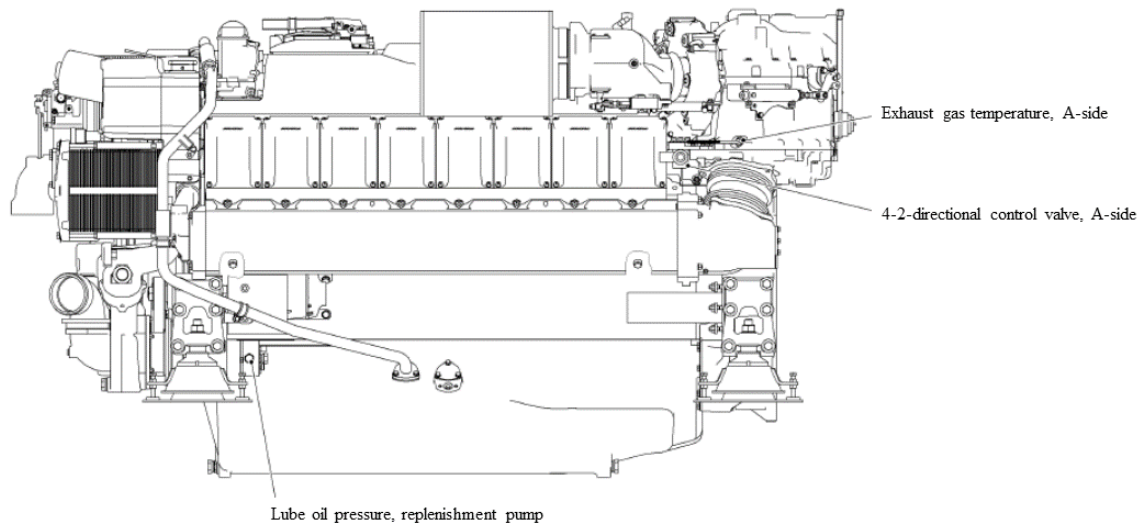 Exhaust gas temperature, A-side
4-2-directional control valve, A-side
Lube oil pressure, replenishment pump